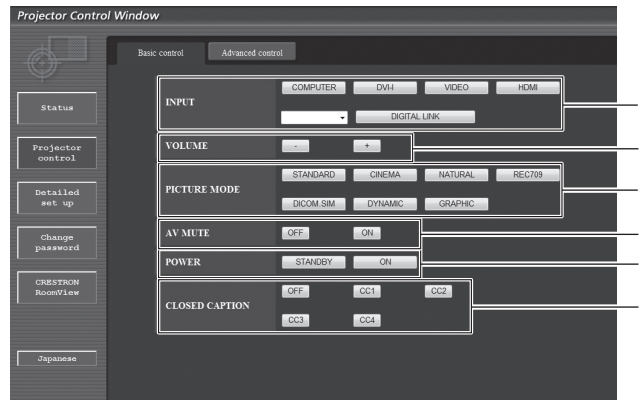 Projector Control Window
Basic control
Advanced control
Status
Projector
control
Detailed
set up
Change
password
CRESTRON
RoomView
Japanese
INPUT
COMPUTER
DVI-I
VIDEO
HDMI
DIGITAL LINK
VOLUME
-
+
PICTURE MODE
STANDARD
CINEMA
NATURAL
REC709
DICOM.SIM
DYNAMIC
GRAPHIC
AV MUTE
OFF
ON
POWER
STANDBY
ON
CLOSED CAPTION
OFF
CC1
CC2
CC3
CC4